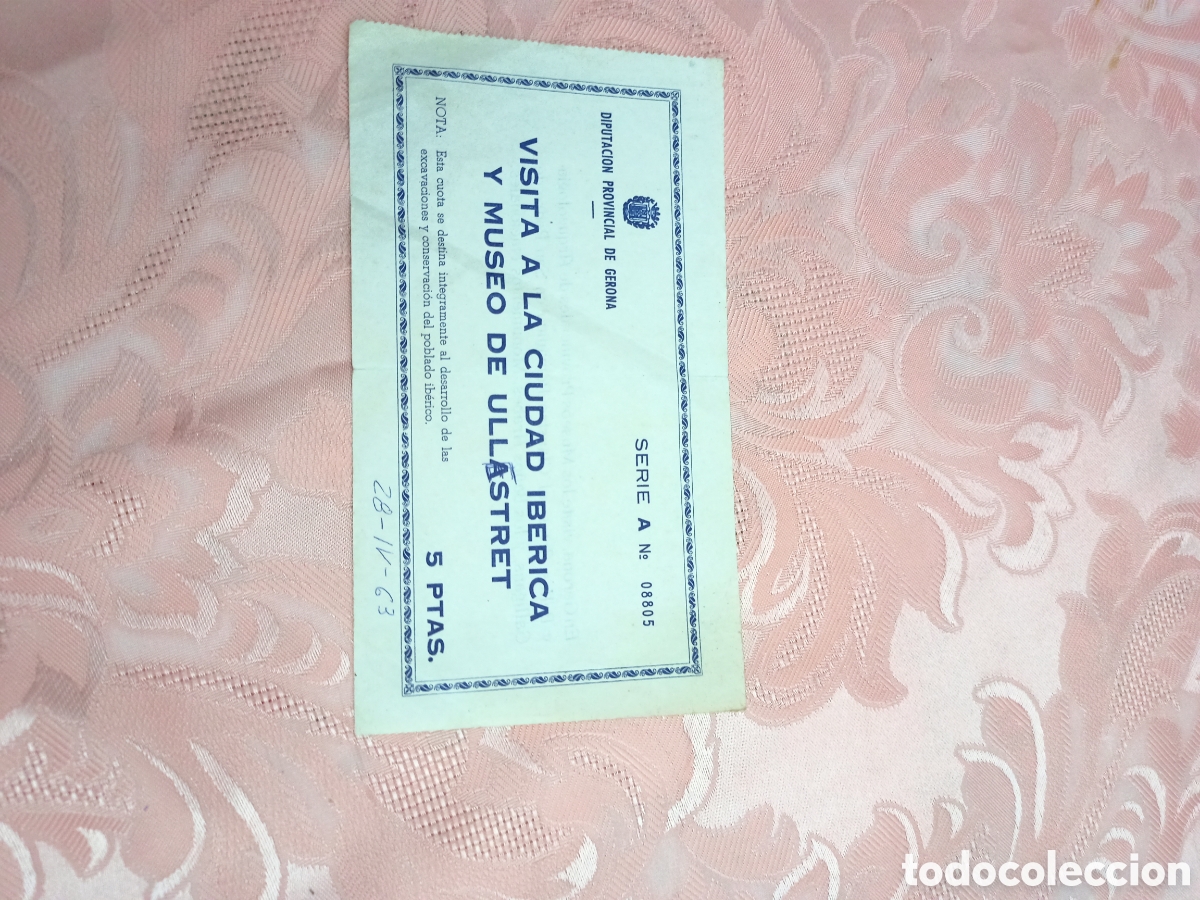 DIPUTACION PROVINCIAL DE GERONA
SERIE A Nº 08805
VISITA A LA CIUDAD IBERICA
Y MUSEO DE ULLASTRET
NOTA: Esta cuota se destina integramente al desarrollo de las
excavaciones y conservación del poblado ibérico.
5 PTAS.
28-IV-63
todocoleccion